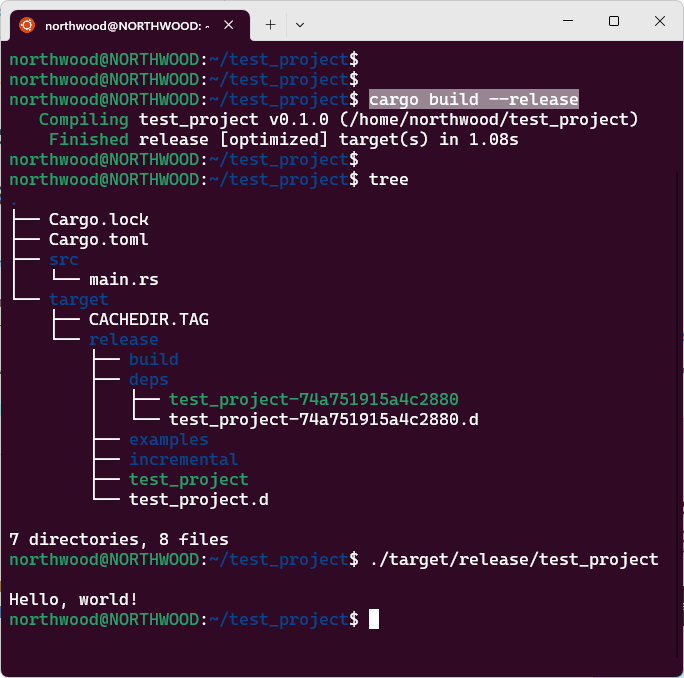 northwood@NORTHWOOD: ~
northwood@NORTHWOOD:~/test_project$
northwood@NORTHWOOD:~/test_project$
northwood@NORTHWOOD:~/test_project$ cargo build --release
   Compiling test_project v0.1.0 (/home/northwood/test_project)
    Finished release [optimized] target(s) in 1.08s
northwood@NORTHWOOD:~/test_project$
northwood@NORTHWOOD:~/test_project$ tree
.
├── Cargo.lock
├── Cargo.toml
├── src
│   └── main.rs
└── target
    ├── CACHEDIR.TAG
    └── release
        ├── build
        ├── deps
        │   ├── test_project-74a751915a4c2880
        │   └── test_project-74a751915a4c2880.d
        ├── examples
        ├── incremental
        ├── test_project
        └── test_project.d
7 directories, 8 files
northwood@NORTHWOOD:~/test_project$ ./target/release/test_project
Hello, world!
northwood@NORTHWOOD:~/test_project$